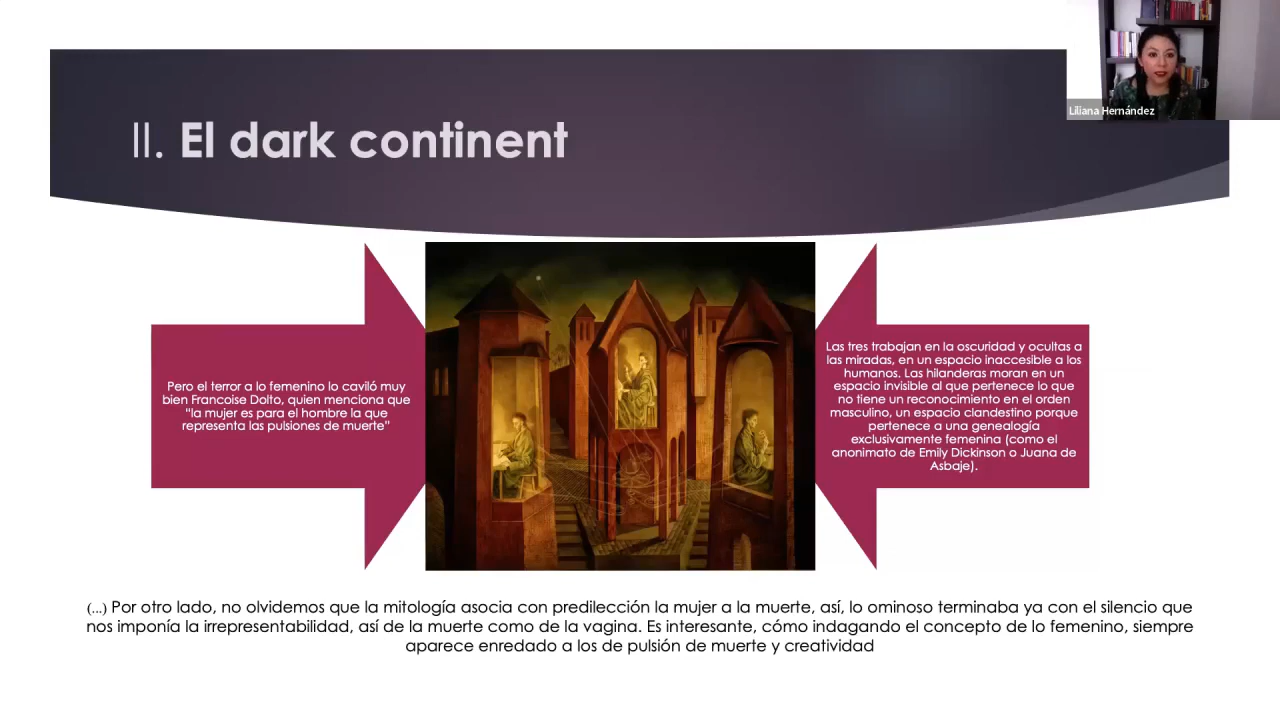 Liliana Hernández
II. El dark continent
Pero el terror a lo femenino lo caviló muy
bien Francoise Dolto, quien menciona que
"la mujer es para el hombre la que
representa las pulsiones de muerte"
Las tres trabajan en la oscuridad y ocultas a
las miradas, en un espacio inaccesible a los
humanos. Las hilanderas moran en un
espacio invisible al que pertenece lo que
no tiene un reconocimiento en el orden
masculino, un espacio clandestino porque
pertenece a una genealogía
exclusivamente femenina (como el
anonimato de Emily Dickinson o Juana de
Asbaje).
(...) Por otro lado, no olvidemos que la mitología asocia con predilección la mujer a la muerte, así, lo ominoso terminaba ya con el silencio que
nos imponía la irrepresentabilidad, así de la muerte como de la vagina. Es interesante, cómo indagando el concepto de lo femenino, siempre
aparece enredado a los de pulsión de muerte y creatividad